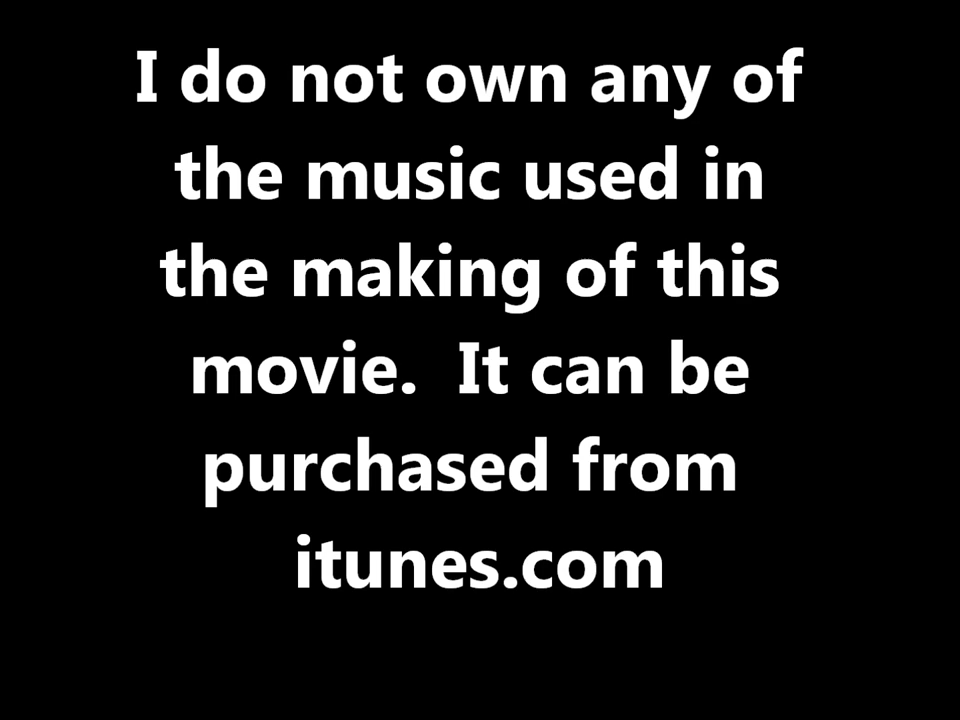 I do not own any of
the music used in
the making of this
movie.  It can be
purchased from
itunes.com